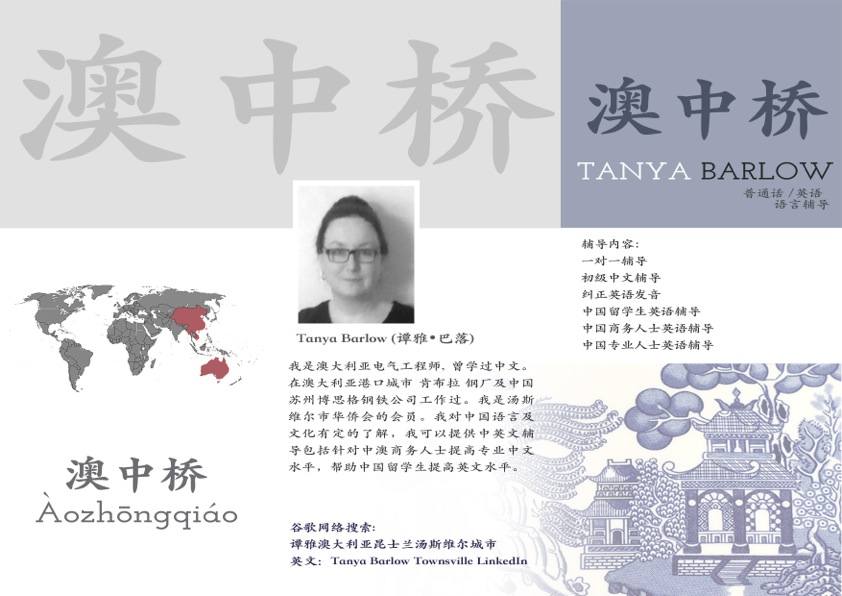 澳中桥
澳中桥
TANYA BARLOW
普通话 / 英语
语言辅导
辅导内容：
一对一辅导
初级中文辅导
纠正英语发音
中国留学生英语辅导
中国商务人士英语辅导
中国专业人士英语辅导
Tanya Barlow (谭雅•巴落)
我是澳大利亚电气工程师、曾学过中文。
在澳大利亚港口城市 肯布拉 钢厂及中国
苏州博思格钢铁公司工作过。我是汤斯
维尔市华侨会的会员。我对中国语言及
文化有定的了解，我可以提供中英文辅
导包括针对中澳商务人士提高专业中文
水平，帮助中国留学生提高英文水平。
澳中桥
Àozhōngqiáo
谷歌网络搜索:
谭雅澳大利亚昆士兰汤斯维尔城市
英文：Tanya Barlow Townsville LinkedIn